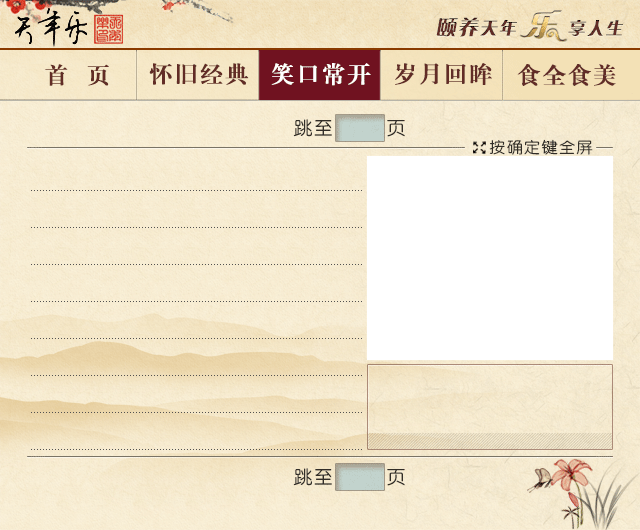 天年乐
颐养天年 乐 享人生
首 页 怀旧经典 笑口常开 岁月回眸 食全食美
跳至 页
按确定键全屏
跳至 页